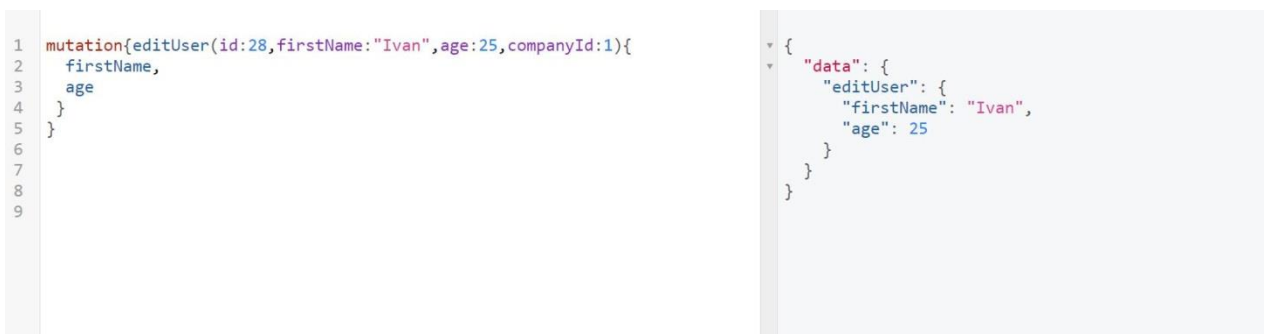 1 mutation{editUser(id:28,firstName:"Ivan",age:25,companyId:1){
2 firstName,
3 age
4 }
5 }
6
7
8
9
{
"data": {
"editUser": {
"firstName": "Ivan",
"age": 25
}
}
}